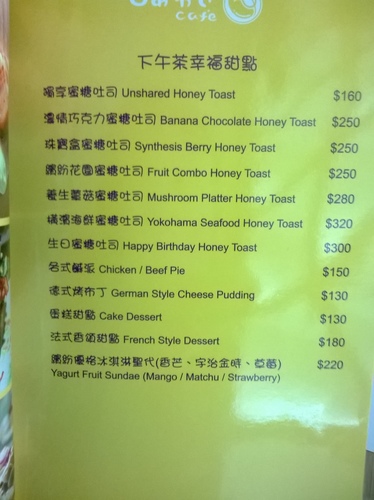 cafe
下午茶幸福甜點
獨享蜜糖吐司 Unshared Honey Toast $160
濃情巧克力蜜糖吐司 Banana Chocolate Honey Toast $250
珠寶盒蜜糖吐司 Synthesis Berry Honey Toast $250
繽紛花園蜜糖吐司 Fruit Combo Honey Toast $250
養生蘑菇蜜糖吐司 Mushroom Platter Honey Toast $280
橫濱海鮮蜜糖吐司 Yokohama Seafood Honey Toast $320
生日蜜糖吐司 Happy Birthday Honey Toast $300
各式鹹派 Chicken / Beef Pie $150
德式烤布丁 German Style Cheese Pudding $130
蛋糕甜點 Cake Dessert $130
法式香頌甜點 French Style Dessert $180
繽紛優格冰淇淋聖代(香芒、宇治金時、草莓) $220
Yagurt Fruit Sundae (Mango / Matchu / Strawberry)